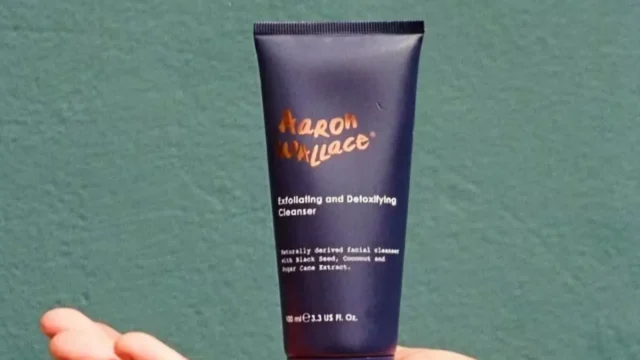 AaRoN
WALLacE®
Exfoliating and Detoxifying
Cleanser
Naturally derived facial cleanser
with Black Seed, Coconut and
Sugar Cane Extract.
100 ml ℮ 3.3 US Fl. Oz.